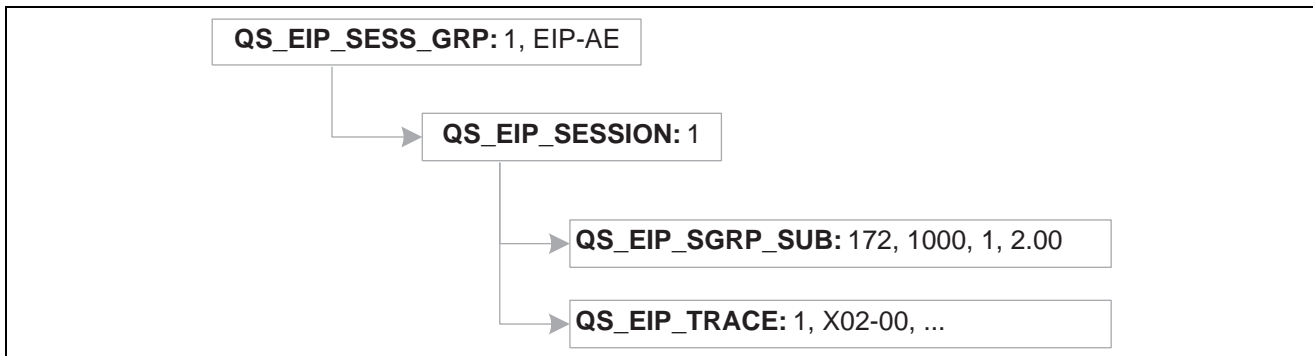 QS_EIP_SESS_GRP: 1, EIP-AE
QS_EIP_SESSION: 1
QS_EIP_SGRP_SUB: 172, 1000, 1, 2.00
QS_EIP_TRACE: 1, X02-00, ...